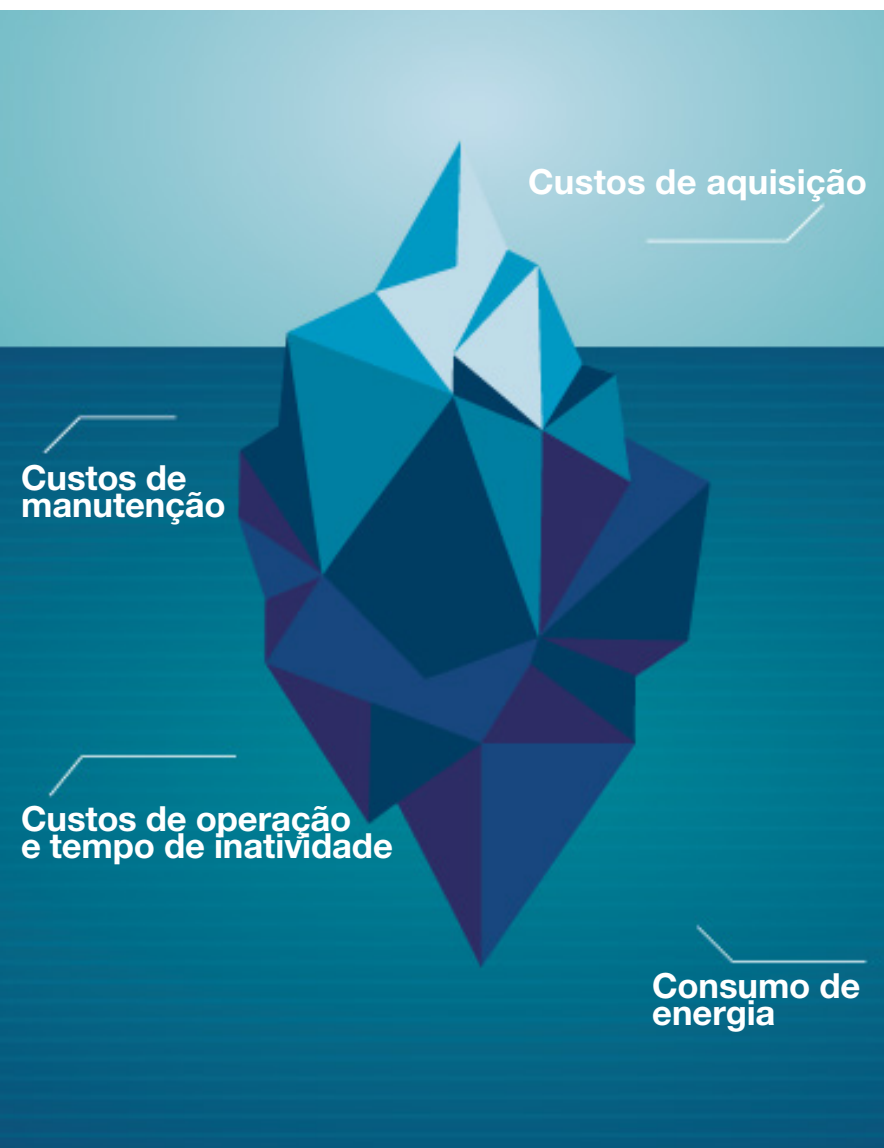 Custos de aquisição
Custos de
manutenção
Custos de operação
e tempo de inatividade
Consumo de
energia